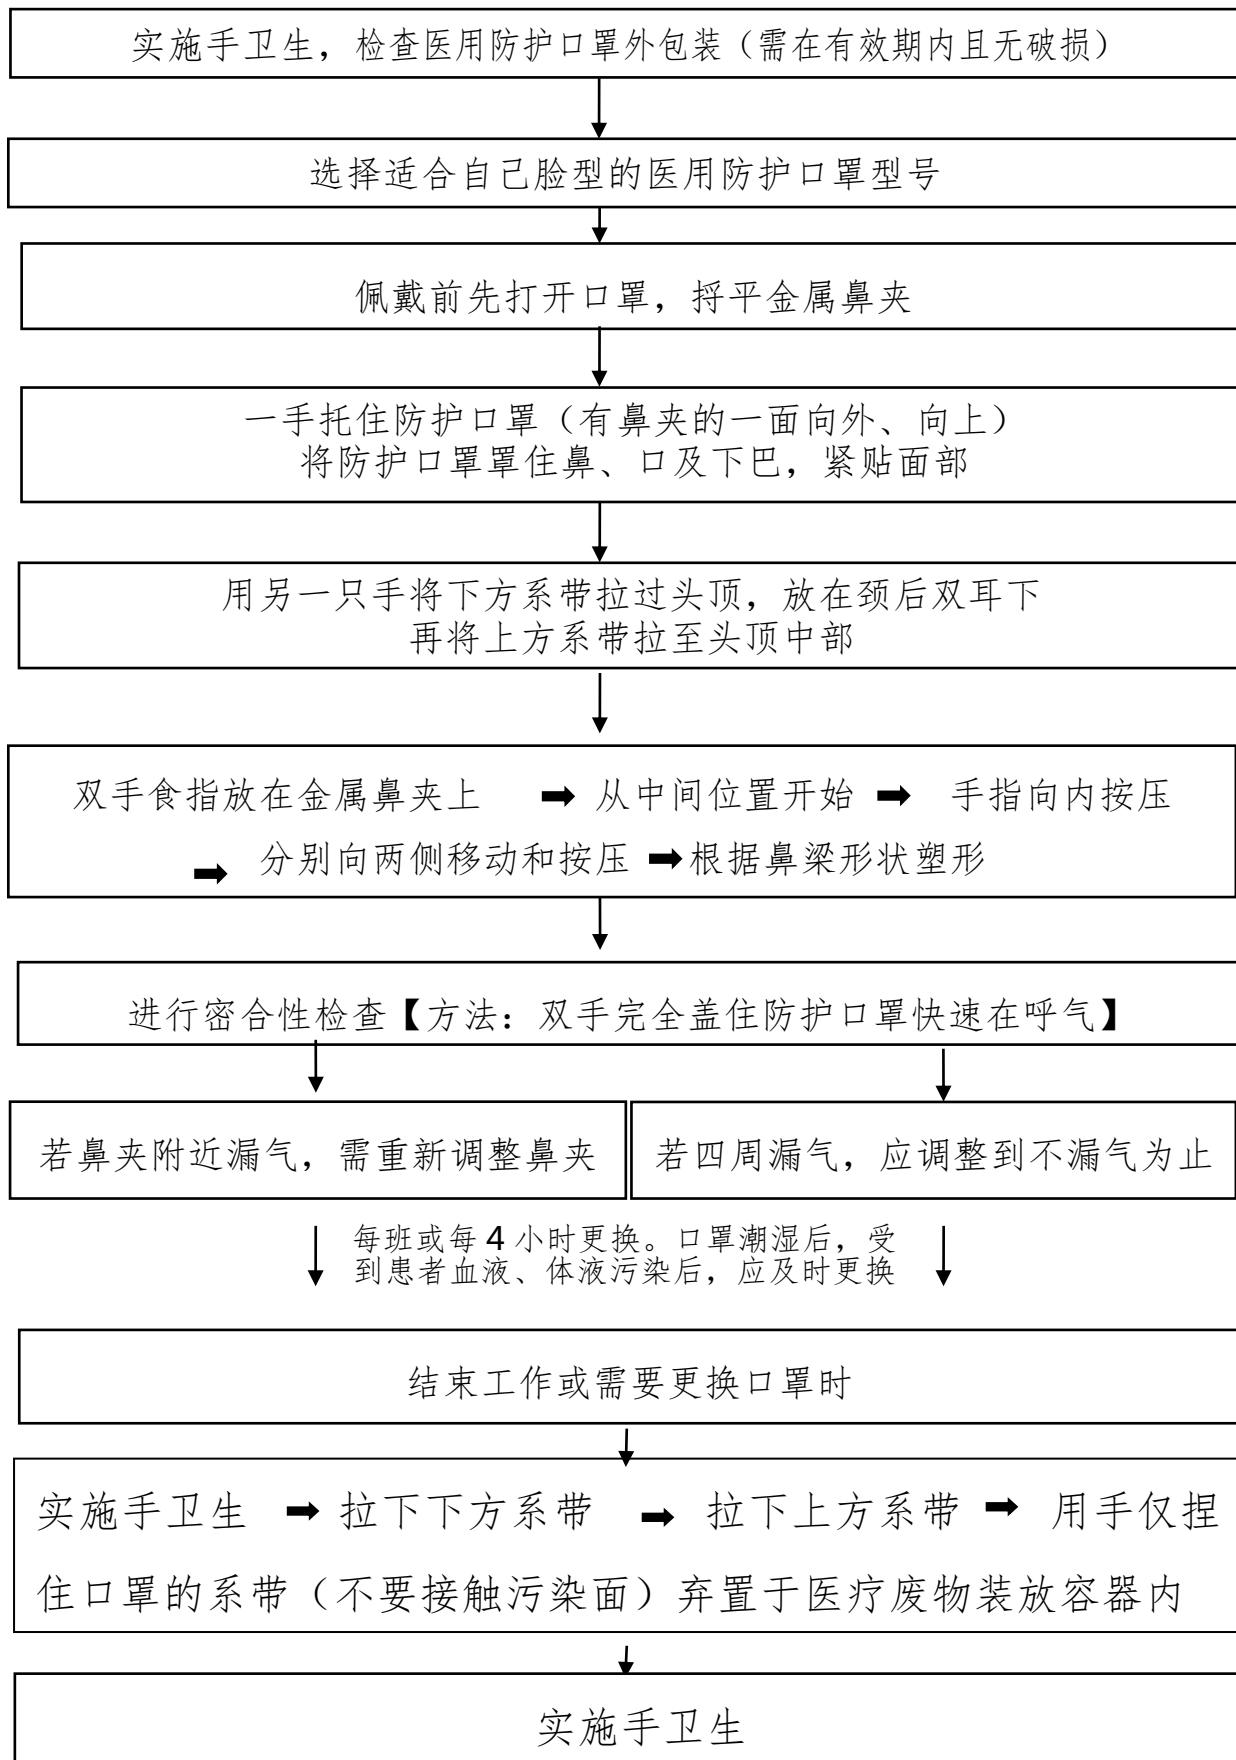 实施手卫生，检查医用防护口罩外包装（需在有效期内且无破损）
选择适合自己脸型的医用防护口罩型号
佩戴前先打开口罩，捋平金属鼻夹
一手托住防护口罩（有鼻夹的一面向外、向上）
将防护口罩罩住鼻、口及下巴，紧贴面部
用另一只手将下方系带拉过头顶，放在颈后双耳下
再将上方系带拉至头顶中部
双手食指放在金属鼻夹上 ➡ 从中间位置开始 ➡ 手指向内按压
➡ 分别向两侧移动和按压 ➡根据鼻梁形状塑形
进行密合性检查【方法：双手完全盖住防护口罩快速在呼气】
若鼻夹附近漏气，需重新调整鼻夹
若四周漏气，应调整到不漏气为止
每班或每 4 小时更换。口罩潮湿后，受
到患者血液、体液污染后，应及时更换
结束工作或需要更换口罩时
实施手卫生 ➡ 拉下下方系带 ➡ 拉下上方系带 ➡ 用手仅捏
住口罩的系带（不要接触污染面）弃置于医疗废物装放容器内
实施手卫生